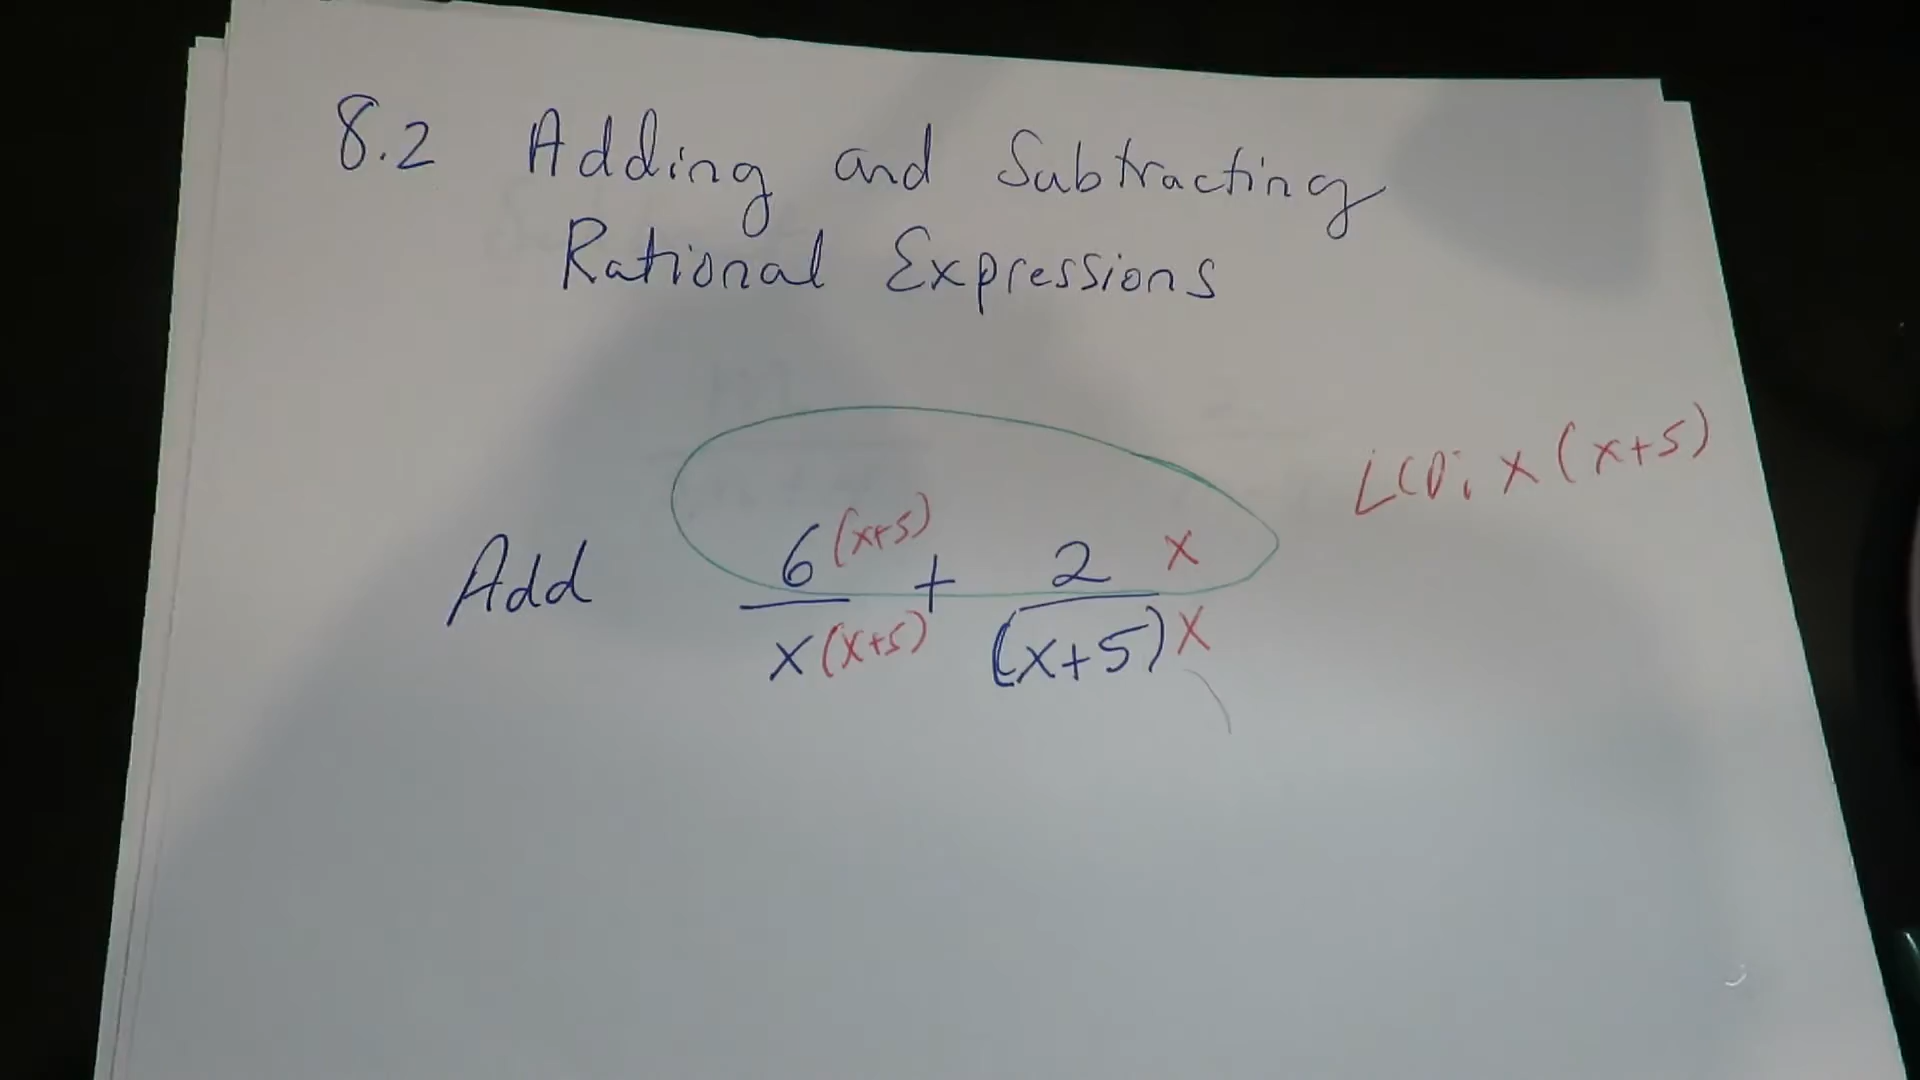 8.2 Adding and Subtracting
Rational Expressions
LCD: x(x+5)
Add 6(x+5)/x(x+5) + 2 x/(x+5)x